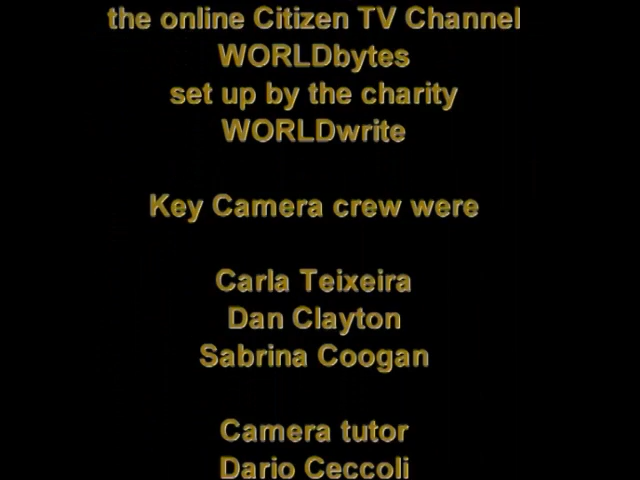 the online Citizen TV Channel
WORLDbytes
set up by the charity
WORLDwrite
Key Camera crew were
Carla Teixeira
Dan Clayton
Sabrina Coogan
Camera tutor
Dario Ceccoli